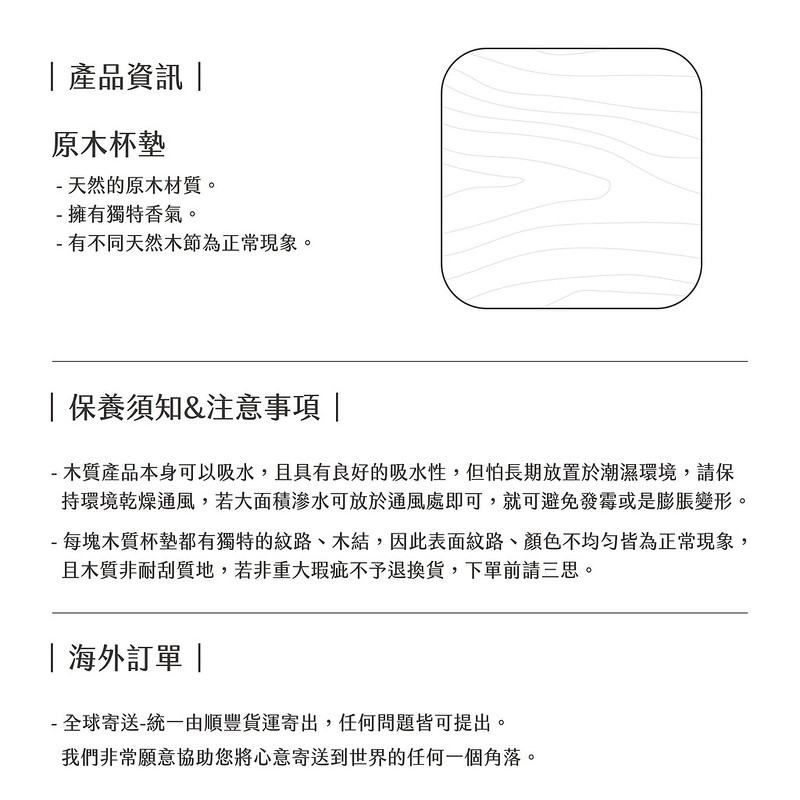 | 產品資訊 |
原木杯墊
- 天然的原木材質。
- 擁有獨特香氣。
- 有不同天然木節為正常現象。
| 保養須知&注意事項 |
- 木質產品本身可以吸水，且具有良好的吸水性，但怕長期放置於潮濕環境，請保
持環境乾燥通風，若大面積滲水可放於通風處即可，就可避免發霉或是膨脹變形。
- 每塊木質杯墊都有獨特的紋路、木結，因此表面紋路、顏色不均勻皆為正常現象，
且木質非耐刮質地，若非重大瑕疵不予退換貨，下單前請三思。
| 海外訂單 |
- 全球寄送-統一由順豐貨運寄出，任何問題皆可提出。
我們非常願意協助您將心意寄送到世界的任何一個角落。